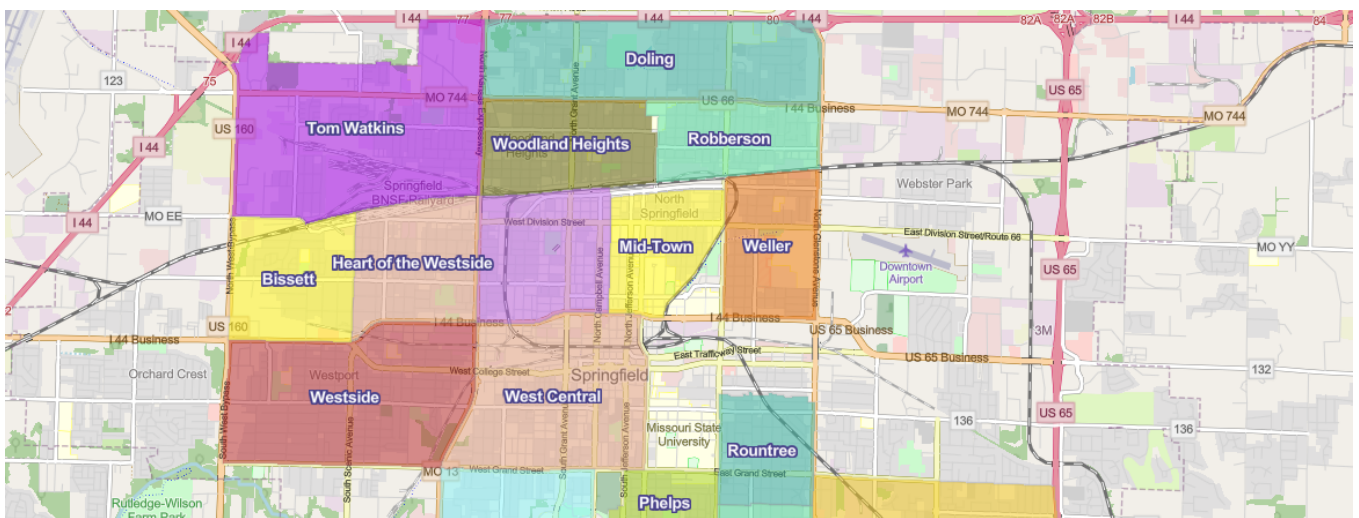 77
77
I 44
80
I 44
82A
82A
82B
I 44
84
I 44
Doling
123
75
MO 744
US 66
I 44 Business
MO 744
US 65
MO 744
US 160
Tom Watkins
North Kansas Expressway
North Grant Avenue
Woodland Heights
Woodland
Heights
Robberson
I 44
Springfield
BNSF Railyard
Webster Park
North
Springfield
I 44
MO EE
West Division Street
East Division Street/Route 66
MO YY
Mid-Town
Weller
Heart of the Westside
Bissett
North West Bypass
North Campbell Avenue
North Jefferson Avenue
North Glenstone Avenue
Downtown
Airport
US 65
2
US 160
I 44 Business
I 44 Business
I 44 Business
US 65 Business
3M
US 65 Business
East Trafficway Street
Orchard Crest
Westport
West College Street
Springfield
132
Westside
West Central
US 65
136
136
Missouri State
University
South West Bypass
South Scenic Avenue
South Grant Avenue
South Jefferson Avenue
Rountree
MO 13
West Grand Street
East Grand Street
Phelps
Rutledge-Wilson
Farm Park